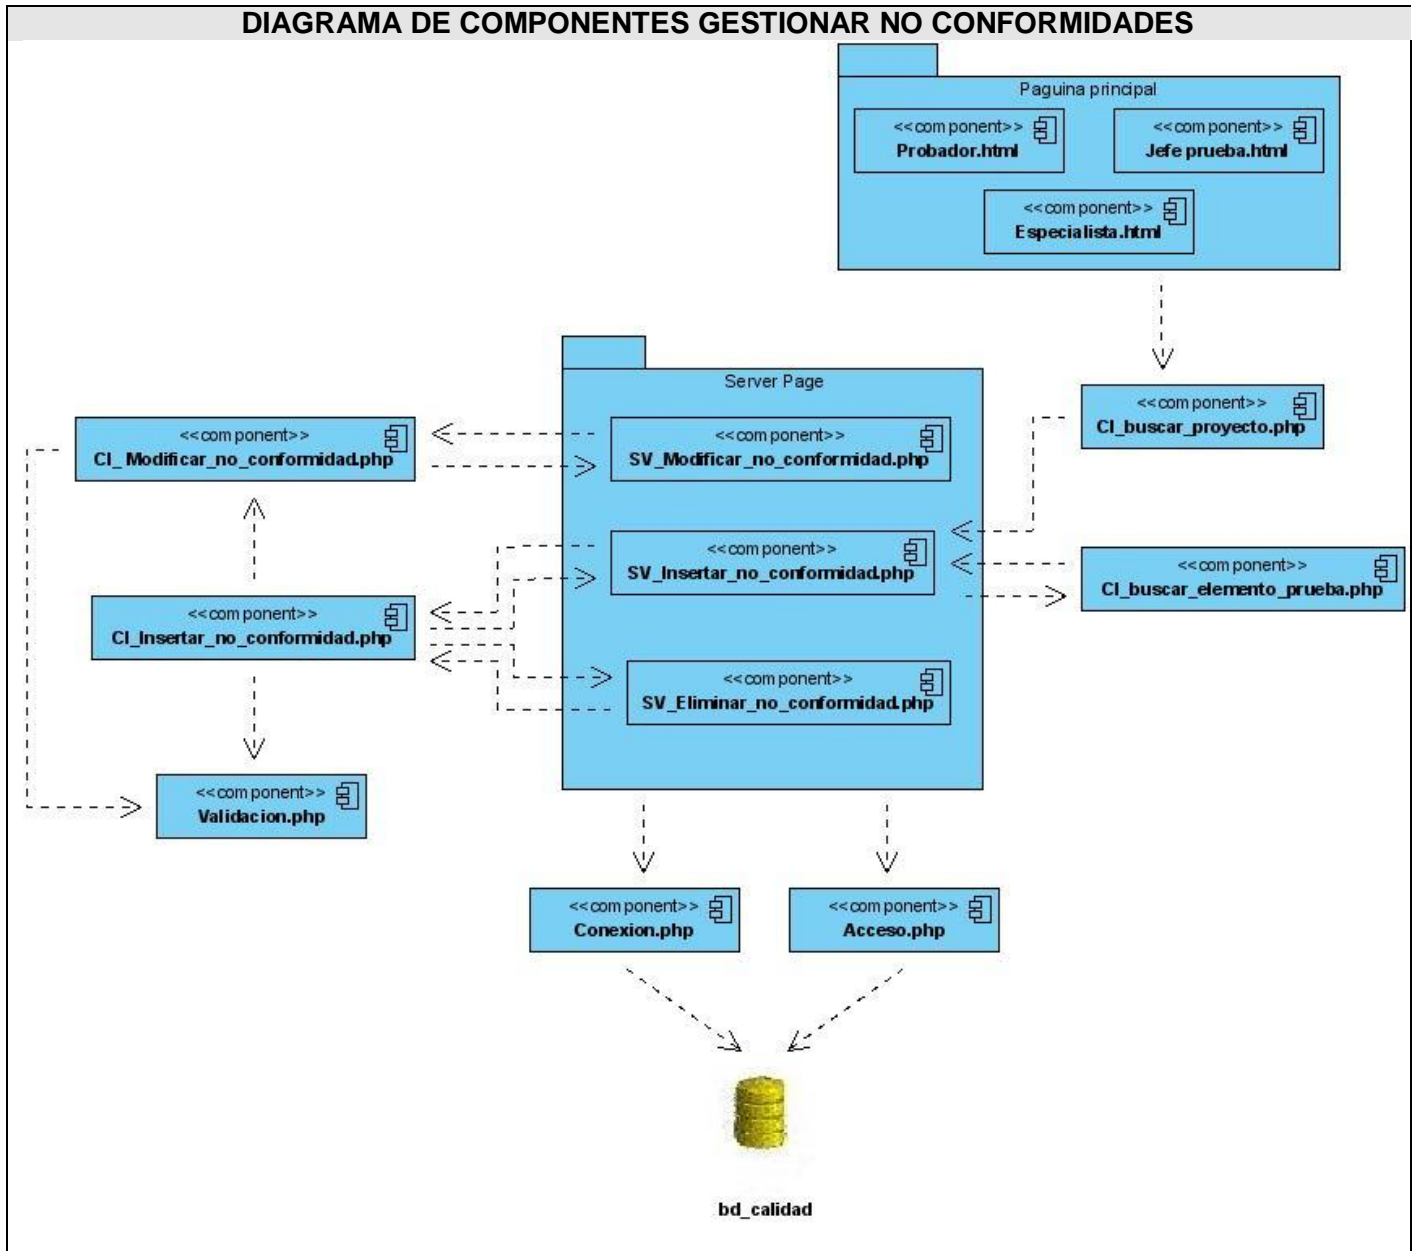 DIAGRAMA DE COMPONENTES GESTIONAR NO CONFORMIDADES
Paguina principal
<<component>>
Probador.html
<<component>>
Jefe prueba.html
<<component>>
Especialista.html
Server Page
<<component>>
CI_buscar_proyecto.php
<<component>>
CI_ Modificar_no_conformidad.php
<<component>>
SV_Modificar_no_conformidad.php
<<component>>
SV_Insertar_no_conformidad.php
<<component>>
CI_buscar_elemento_prueba.php
<<component>>
CI_Insertar_no_conformidad.php
<<component>>
SV_Eliminar_no_conformidad.php
<<component>>
Validacion.php
<<component>>
Conexion.php
<<component>>
Acceso.php
bd_calidad